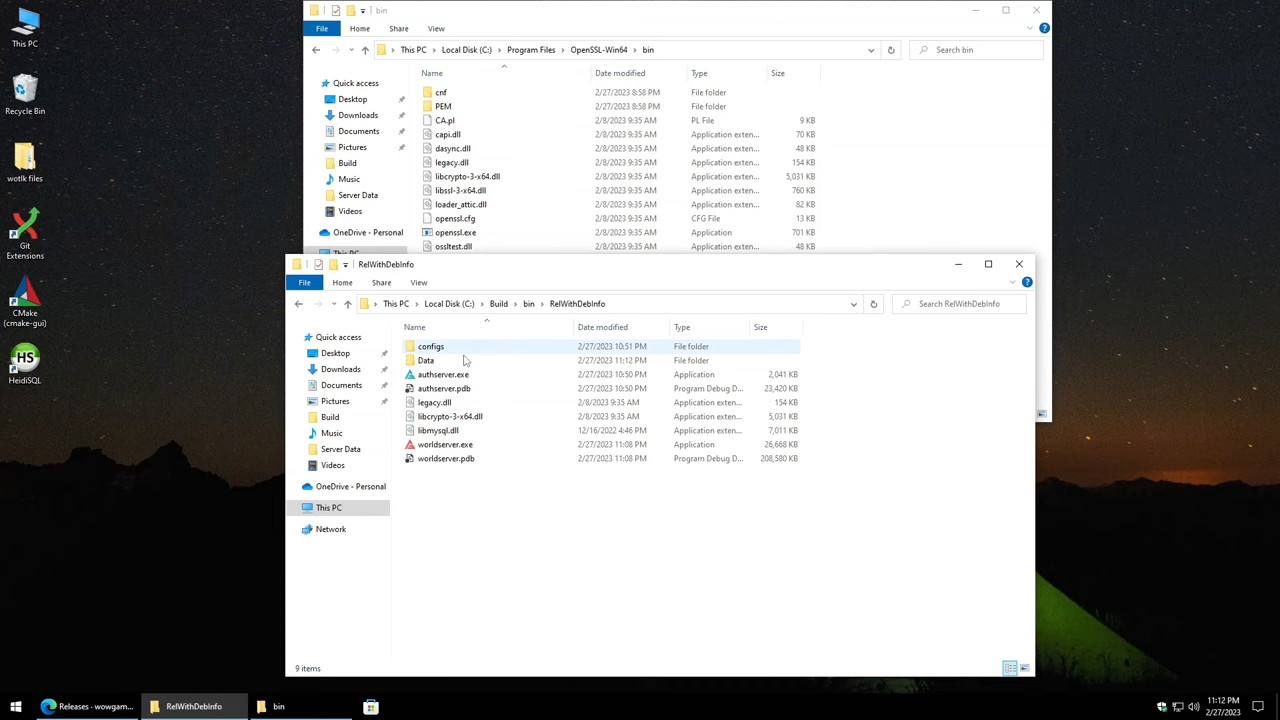 This PC
Recycle Bin
wotlk files
Git
Extensions
CMake
(cmake-gui)
HeidiSQL
bin
File Home Share View
This PC Local Disk (C:) Program Files OpenSSL-Win64 bin
Search bin
Quick access
Desktop
Downloads
Documents
Pictures
Build
Music
Server Data
Videos
OneDrive - Personal
This PC
Name Date modified Type Size
cnf 2/27/2023 8:58 PM File folder
PEM 2/27/2023 8:58 PM File folder
CA.pl 2/8/2023 9:35 AM PL File 9 KB
capi.dll 2/8/2023 9:35 AM Application exten... 70 KB
dasync.dll 2/8/2023 9:35 AM Application exten... 48 KB
legacy.dll 2/8/2023 9:35 AM Application exten... 154 KB
libcrypto-3-x64.dll 2/8/2023 9:35 AM Application exten... 5,031 KB
libssl-3-x64.dll 2/8/2023 9:35 AM Application exten... 760 KB
loader_attic.dll 2/8/2023 9:35 AM Application exten... 82 KB
openssl.cfg 2/8/2023 9:35 AM CFG File 13 KB
openssl.exe 2/8/2023 9:35 AM Application 701 KB
ossltest.dll 2/8/2023 9:35 AM Application exten... 48 KB
RelWithDebInfo
File Home Share View
This PC Local Disk (C:) Build bin RelWithDebInfo
Search RelWithDebInfo
Quick access
Desktop
Downloads
Documents
Pictures
Build
Music
Server Data
Videos
OneDrive - Personal
This PC
Network
Name Date modified Type Size
configs 2/27/2023 10:51 PM File folder
Data 2/27/2023 11:12 PM File folder
authserver.exe 2/27/2023 10:50 PM Application 2,041 KB
authserver.pdb 2/27/2023 10:50 PM Program Debug D... 23,420 KB
legacy.dll 2/8/2023 9:35 AM Application exten... 154 KB
libcrypto-3-x64.dll 2/8/2023 9:35 AM Application exten... 5,031 KB
libmysql.dll 12/16/2022 4:46 PM Application exten... 7,011 KB
worldserver.exe 2/27/2023 11:08 PM Application 26,668 KB
worldserver.pdb 2/27/2023 11:08 PM Program Debug D... 208,580 KB
9 items
Releases - wowgam...
RelWithDebInfo
bin
11:12 PM
2/27/2023